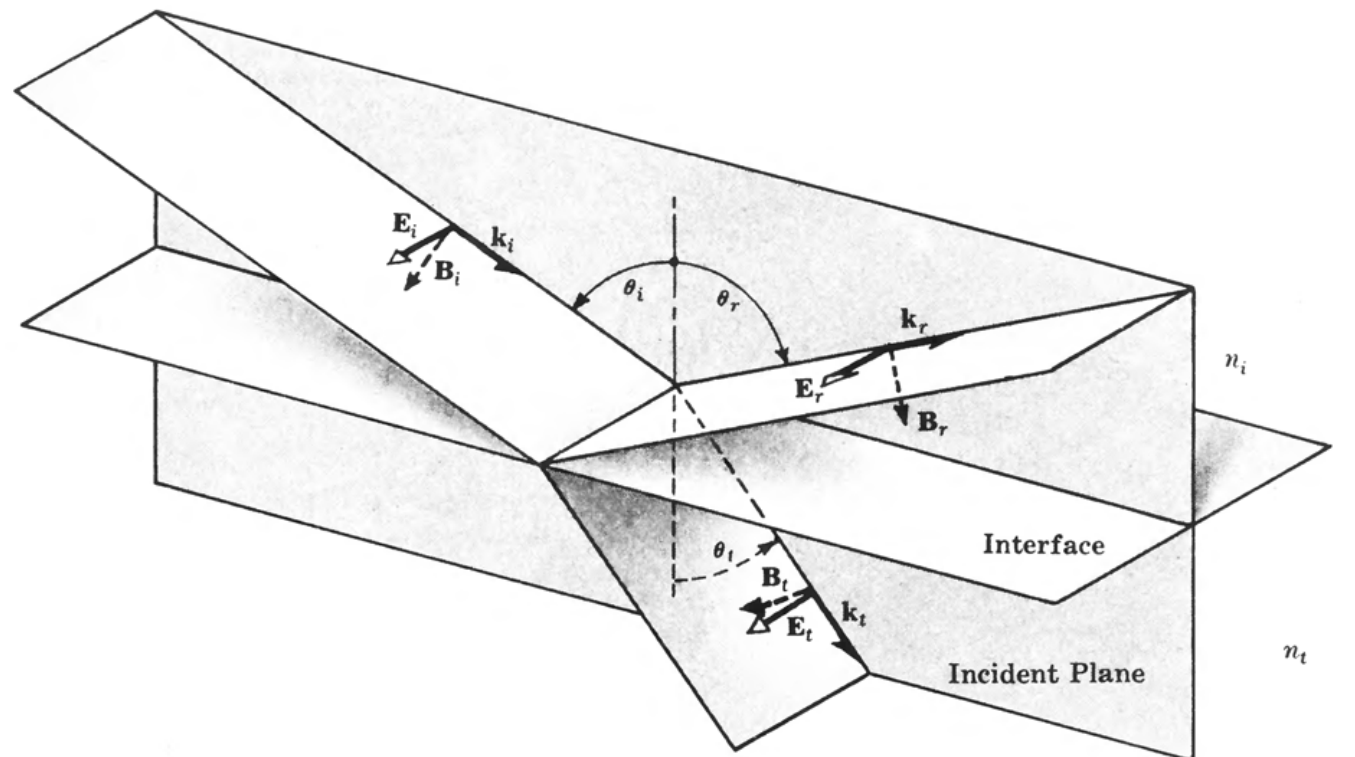 E_i
k_i
B_i
θ_i
θ_r
k_r
E_r
B_r
n_i
Interface
θ_t
B_t
E_t
k_t
Incident Plane
n_t